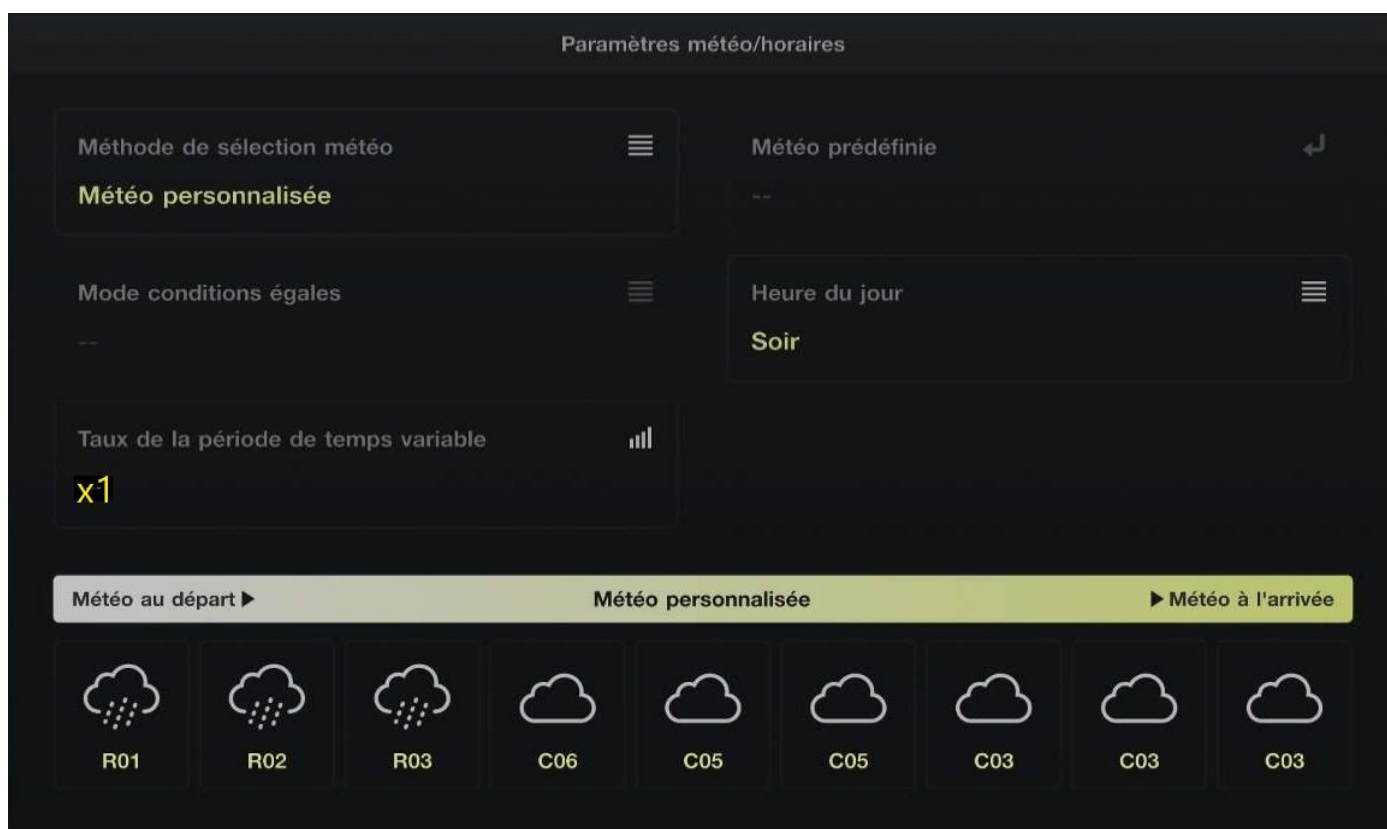 Paramètres météo/horaires
Méthode de sélection météo
Météo personnalisée
Météo prédéfinie
--
Mode conditions égales
--
Heure du jour
Soir
Taux de la période de temps variable
x1
Météo au départ ▶ Météo personnalisée ▶ Météo à l'arrivée
R01 R02 R03 C06 C05 C05 C03 C03 C03